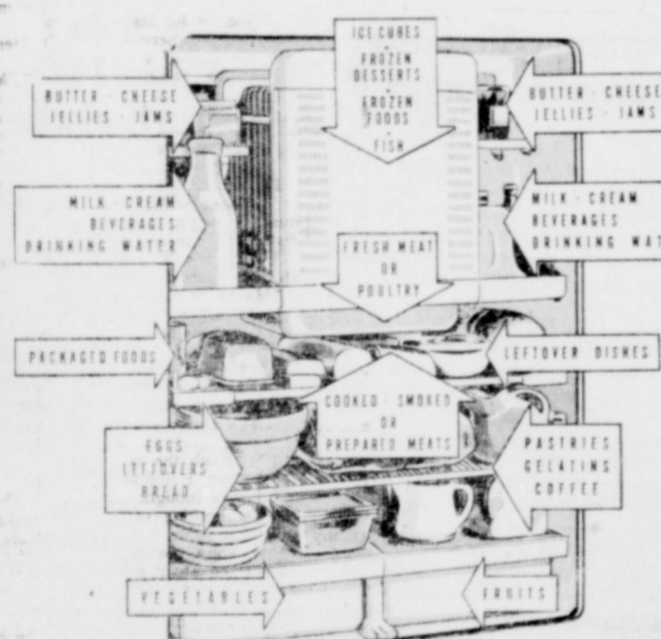 ICE CUBES
•
FROZEN
DESSERTS
•
FROZEN
FOODS
•
FISH
BUTTER - CHEESE
JELLIES - JAMS
BUTTER - CHEESE
JELLIES - JAMS
MILK - CREAM
BEVERAGES
DRINKING WATER
MILK - CREAM
BEVERAGES
DRINKING WAT
FRESH MEAT
OR
POULTRY
PACKAGED FOODS
LEFTOVER DISHES
COOKED - SMOKED
OR
PREPARED MEATS
EGGS
LEFTOVERS
BREAD
PASTRIES
GELATINS
COFFEE
VEGETABLES
FRUITS